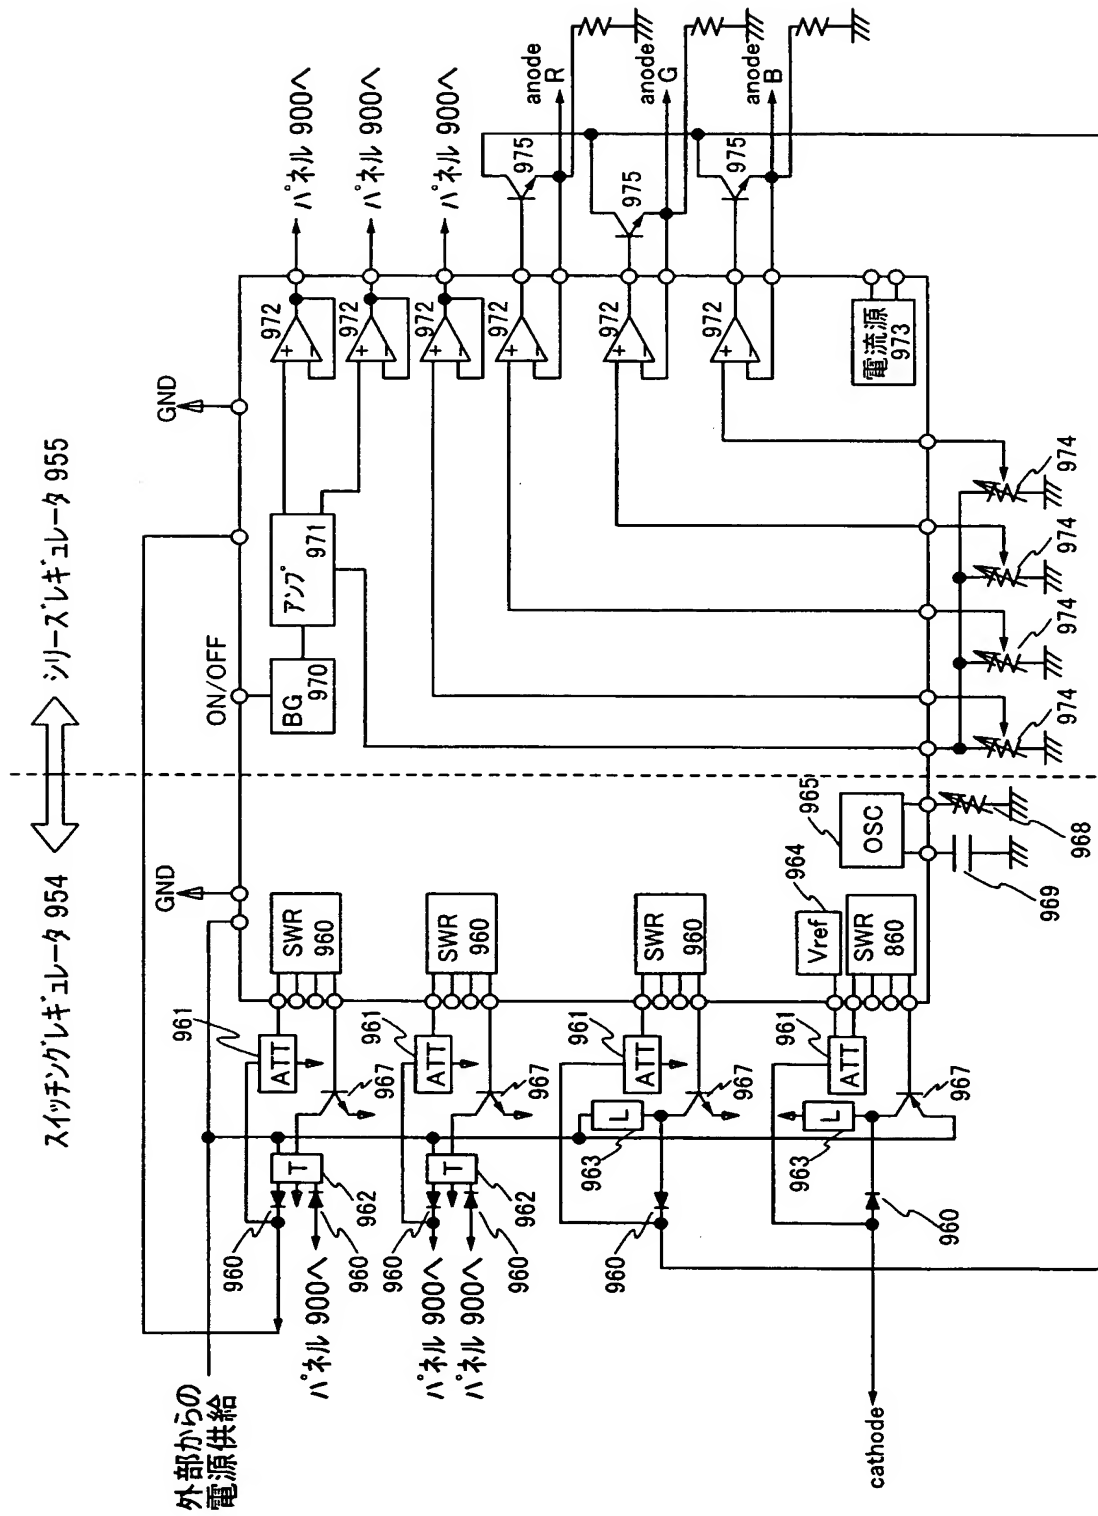 スイッチングレギュレータ 954
シリーズレギュレータ 955
外部からの
電源供給
GND
ON/OFF
GND
961
ATT
SWR
960
967
T
962
960
960
パネル 900へ
961
ATT
SWR
960
967
T
962
960
960
パネル 900へ
パネル 900へ
961
ATT
SWR
960
967
L
963
960
964
Vref
961
ATT
SWR
860
967
L
963
960
cathode
965
OSC
969
968
BG
970
アンプ
971
+
-
972
パネル 900へ
+
-
972
パネル 900へ
+
-
972
パネル 900へ
+
-
972
975
anode
R
+
-
972
975
anode
G
+
-
972
975
anode
B
電流源
973
974
974
974
974